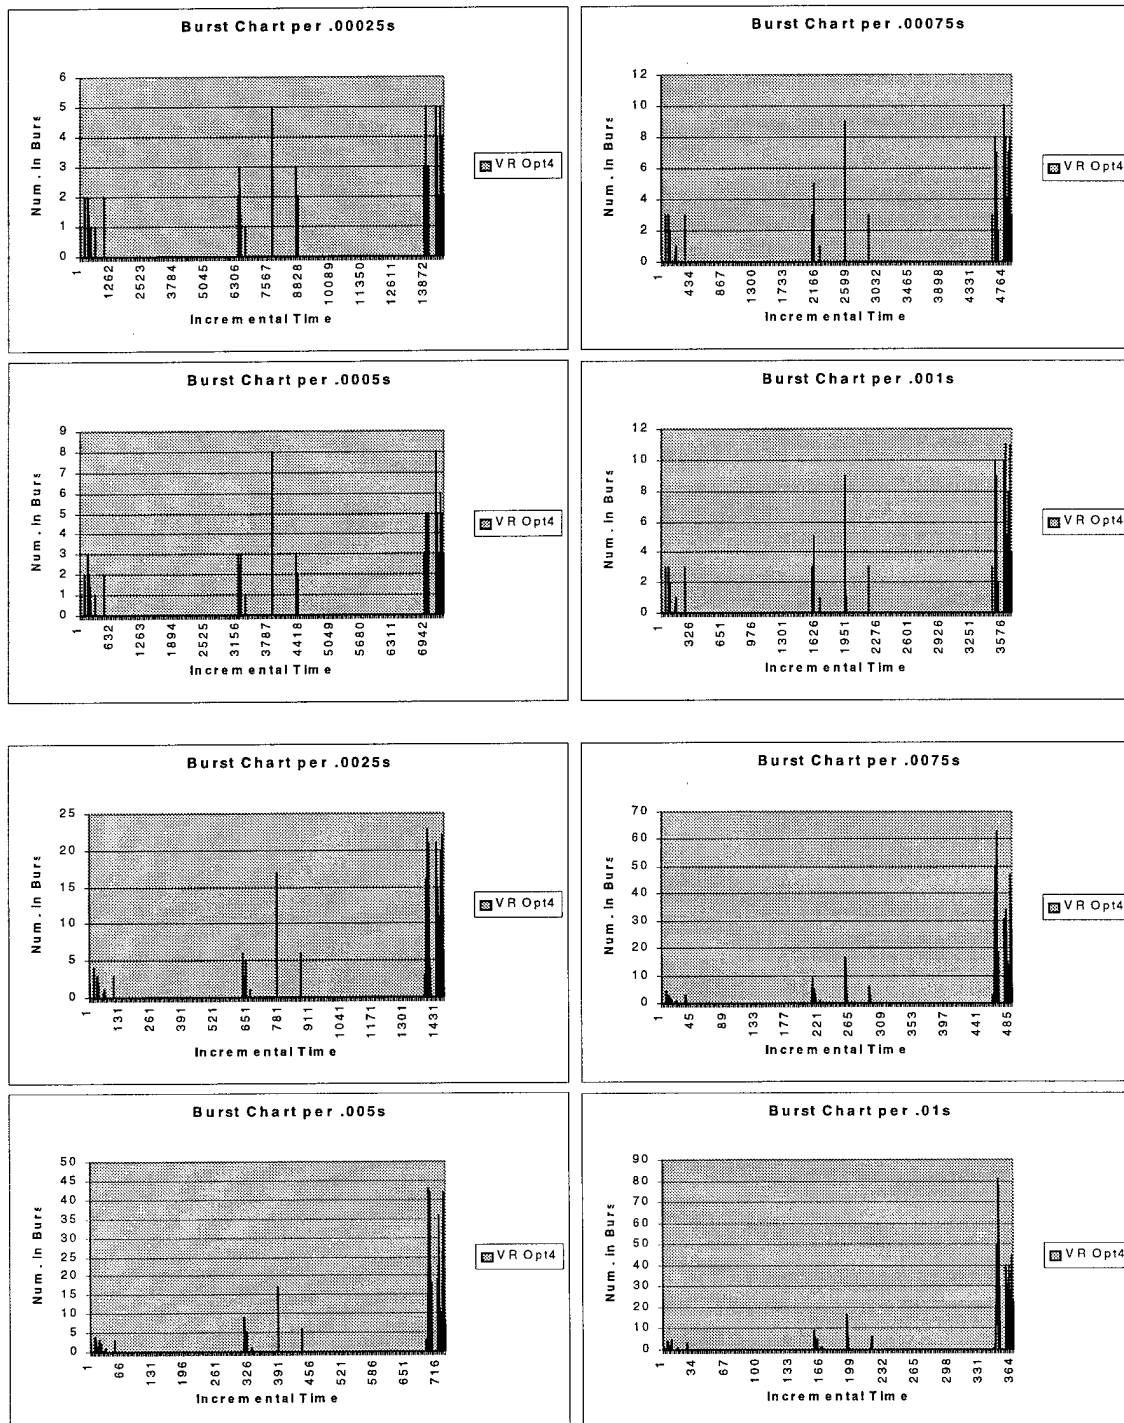 Burst Chart per .00025s
Num. in Burs
6
5
4
3
2
1
0
1 1262 2523 3784 5045 6306 7567 8828 10089 11350 12611 13872
Incremental Time
VR Opt4
Burst Chart per .00075s
Num. in Burs
12
10
8
6
4
2
0
1 434 867 1300 1733 2166 2599 3032 3465 3898 4331 4764
Incremental Time
VR Opt4
Burst Chart per .0005s
Num. in Burs
9
8
7
6
5
4
3
2
1
0
1 632 1263 1894 2525 3156 3787 4418 5049 5680 6311 6942
Incremental Time
VR Opt4
Burst Chart per .001s
Num. in Burs
12
10
8
6
4
2
0
1 326 651 976 1301 1626 1951 2276 2601 2926 3251 3576
Incremental Time
VR Opt4
Burst Chart per .0025s
Num. in Burs
25
20
15
10
5
0
1 131 261 391 521 651 781 911 1041 1171 1301 1431
Incremental Time
VR Opt4
Burst Chart per .0075s
Num. in Burs
70
60
50
40
30
20
10
0
1 45 89 133 177 221 265 309 353 397 441 485
Incremental Time
VR Opt4
Burst Chart per .005s
Num. in Burs
50
45
40
35
30
25
20
15
10
5
0
1 66 131 196 261 326 391 456 521 586 651 716
Incremental Time
VR Opt4
Burst Chart per .01s
Num. in Burs
90
80
70
60
50
40
30
20
10
0
1 34 67 100 133 166 199 232 265 298 331 364
Incremental Time
VR Opt4